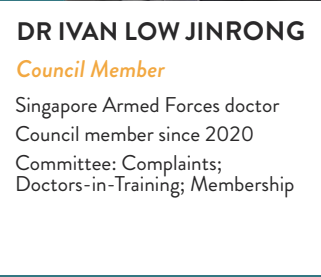 DR IVAN LOW JINRONG
Council Member
Singapore Armed Forces doctor
Council member since 2020
Committee: Complaints;
Doctors-in-Training; Membership